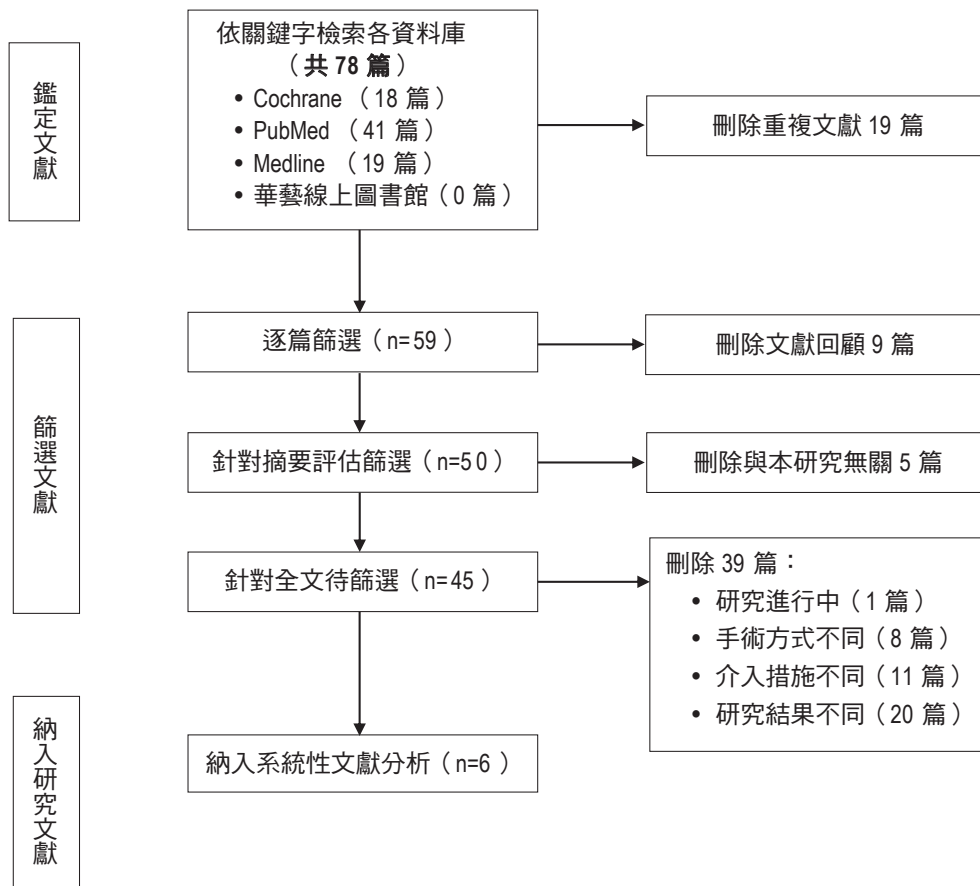 鑑定文獻
依關鍵字檢索各資料庫
（共 78 篇）
• Cochrane （18 篇）
• PubMed （41 篇）
• Medline （19 篇）
• 華藝線上圖書館（0 篇）
刪除重複文獻 19 篇
篩選文獻
逐篇篩選（n=59）
刪除文獻回顧 9 篇
針對摘要評估篩選（n=50）
刪除與本研究無關 5 篇
針對全文待篩選（n=45）
刪除 39 篇：
• 研究進行中（1 篇）
• 手術方式不同（8 篇）
• 介入措施不同（11 篇）
• 研究結果不同（20 篇）
納入研究文獻
納入系統性文獻分析（n=6）